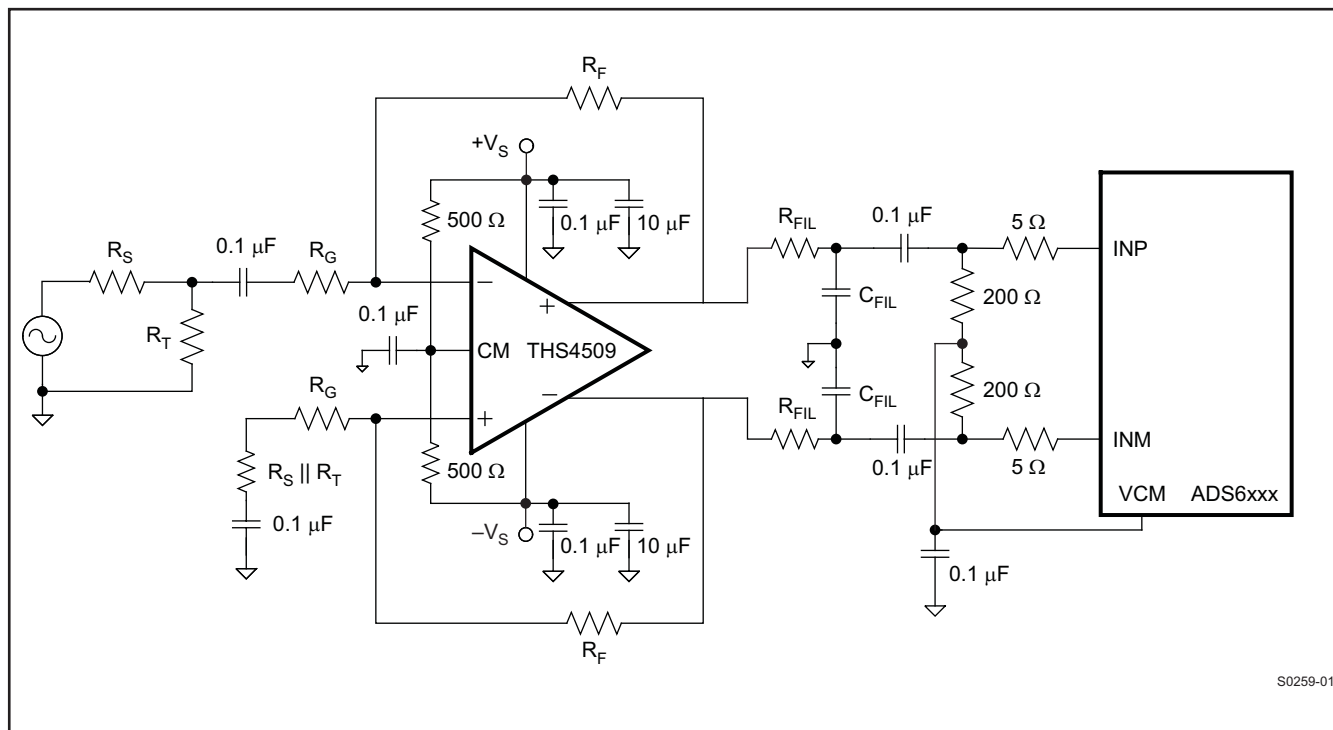 R_F
+V_S
500 Ω
0.1 µF
10 µF
R_FIL
0.1 µF
5 Ω
INP
R_S
0.1 µF
R_G
−
+
C_FIL
200 Ω
R_T
0.1 µF
CM
THS4509
R_G
+
−
C_FIL
200 Ω
R_FIL
INM
R_S || R_T
500 Ω
0.1 µF
5 Ω
VCM
ADS6xxx
0.1 µF
−V_S
0.1 µF
10 µF
0.1 µF
R_F
S0259-01